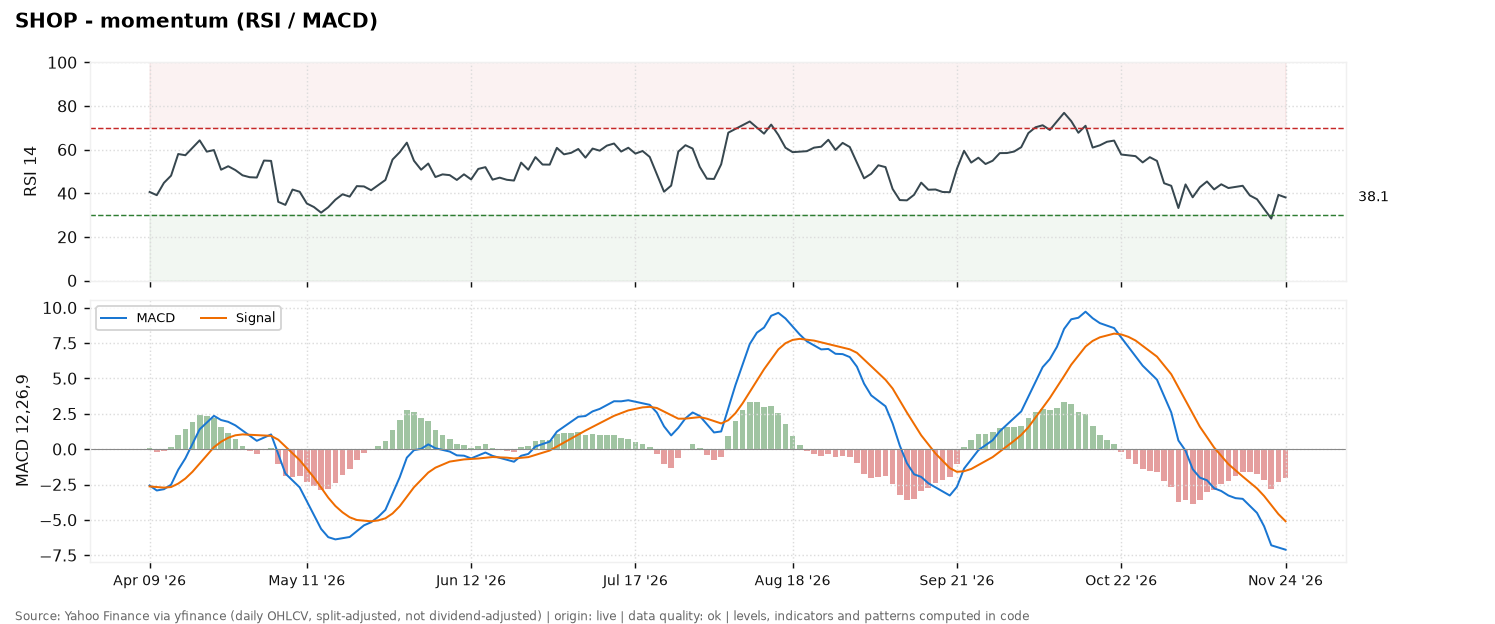 SHOP - momentum (RSI / MACD)
100
80
60
40
20
0
RSI 14
38.1
10.0
7.5
5.0
2.5
0.0
−2.5
−5.0
−7.5
MACD 12,26,9
MACD
Signal
Apr 09 '26
May 11 '26
Jun 12 '26
Jul 17 '26
Aug 18 '26
Sep 21 '26
Oct 22 '26
Nov 24 '26
Source: Yahoo Finance via yfinance (daily OHLCV, split-adjusted, not dividend-adjusted) | origin: live | data quality: ok | levels, indicators and patterns computed in code